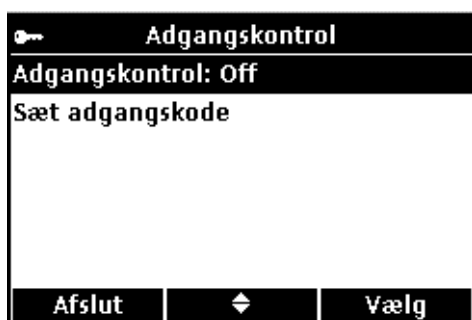 Adgangskontrol
Adgangskontrol: Off
Sæt adgangskode
Afslut
Vælg